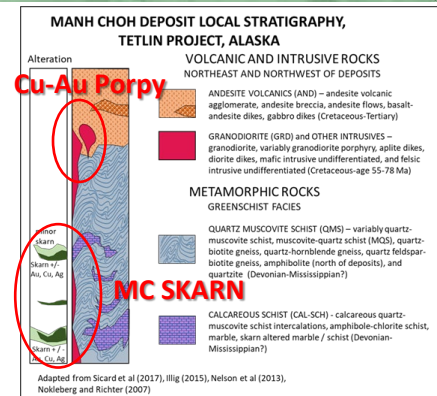 MANH CHOH DEPOSIT LOCAL STRATIGRAPHY,
TETLIN PROJECT, ALASKA
Alteration
VOLCANIC AND INTRUSIVE ROCKS
NORTHEAST AND NORTHWEST OF DEPOSITS
Cu-Au Porpy
ANDESITE VOLCANICS (AND) – andesite volcanic
agglomerate, andesite breccia, andesite flows, basalt-
andesite dikes, gabbro dikes (Cretaceous-Tertiary)
GRANODIORITE (GRD) and OTHER INTRUSIVES –
granodiorite, variably granodiorite porphyry, aplite dikes,
diorite dikes, mafic intrusive undifferentiated, and felsic
intrusive undifferentiated (Cretaceous-age 55-78 Ma)
METAMORPHIC ROCKS
GREENSCHIST FACIES
QUARTZ MUSCOVITE SCHIST (QMS) – variably quartz-
muscovite schist, muscovite-quartz schist (MQS), quartz-
biotite gneiss, quartz-hornblende gneiss, quartz feldspar-
biotite gneiss, amphibolite (north of deposits), and
quartzite (Devonian-Mississippian?)
minor
skarn
Skarn +/-
Au, Cu, Ag
MC SKARN
CALCAREOUS SCHIST (CAL-SCH) - calcareous quartz-
muscovite schist intercalations, amphibole-chlorite schist,
marble, skarn altered marble / schist (Devonian-
Mississippian?)
Skarn + / -
Au, Cu, Ag
Adapted from Sicard et al (2017), Illig (2015), Nelson et al (2013),
Nokleberg and Richter (2007)